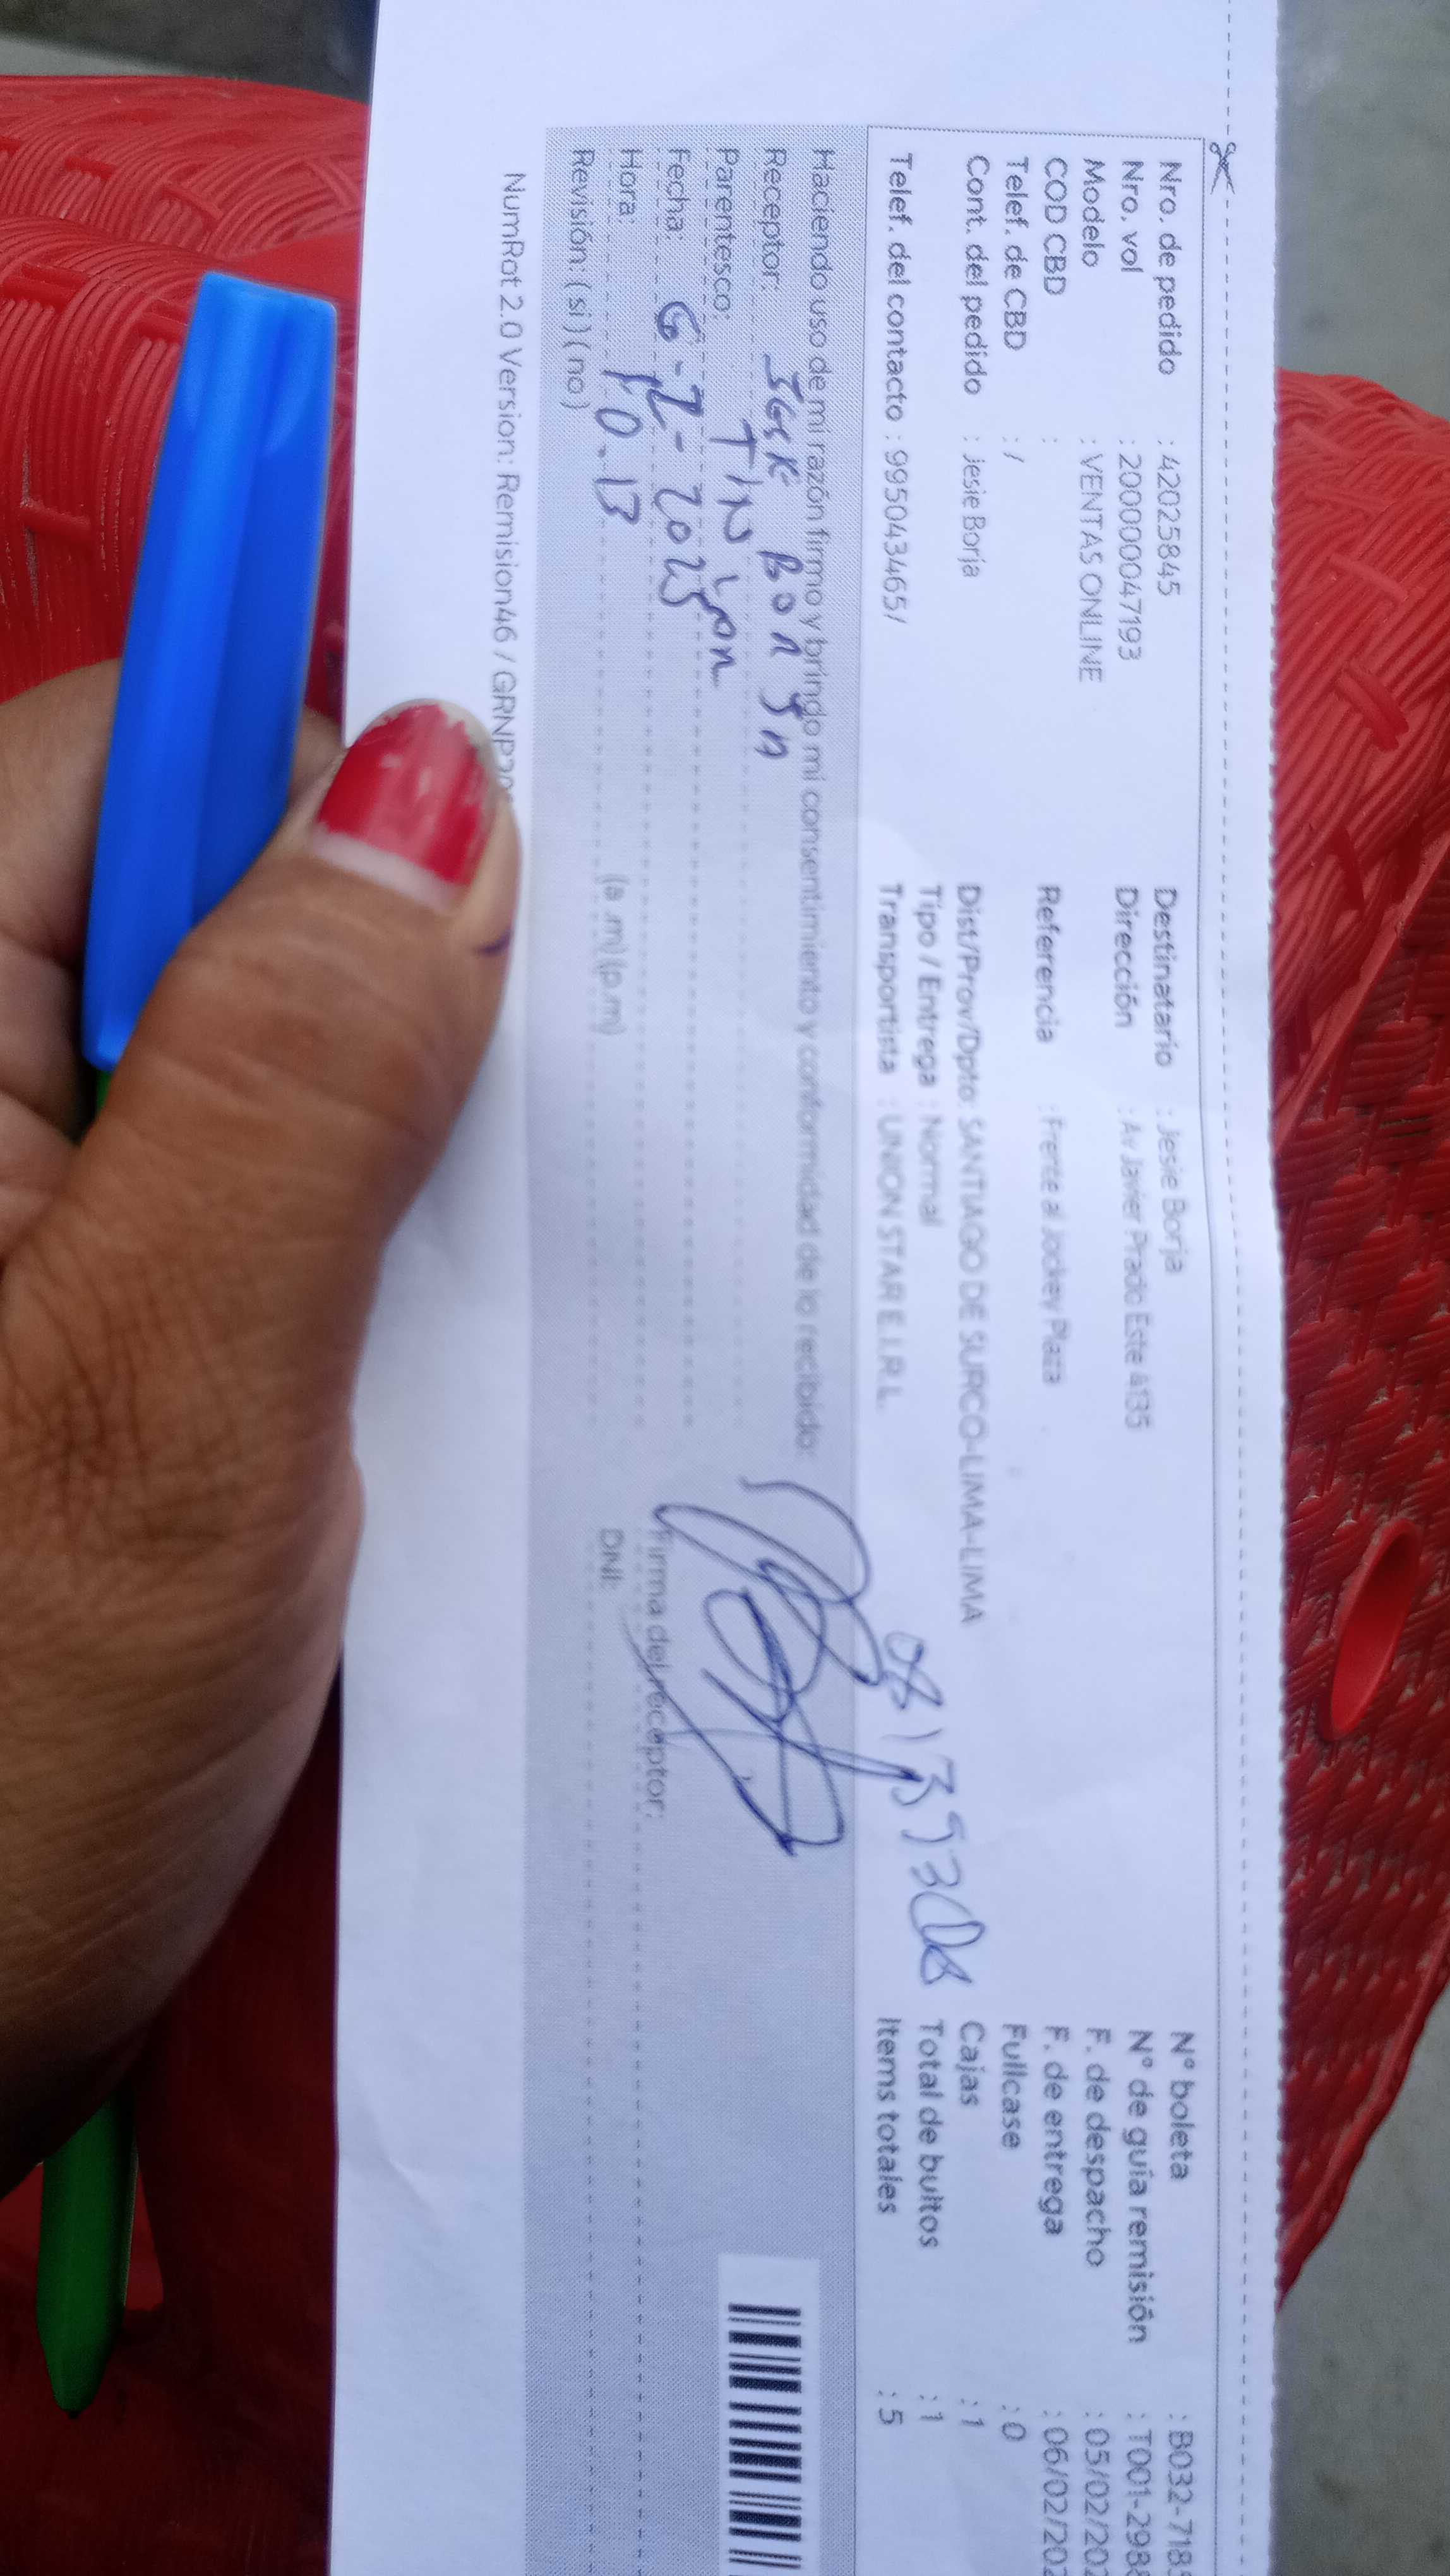 Nro. de pedido : 42025845
Nro. vol : 2000000047193
Modelo : VENTAS ONLINE
COD CBD :
Telef. de CBD : /
Cont. del pedido : Jesie Borja
Telef. del contacto : 995043465/
Destinatario : Jesie Borja
Dirección : Av Javier Prado Este 4135
Referencia : Frente al Jockey Plaza
Dist/Prov/Dpto: SANTIAGO DE SURCO-LIMA-LIMA
Tipo / Entrega : Normal
Transportista : UNION STAR E.I.R.L.
N° boleta : B032-718
N° de guía remisión : T001-298
F. de despacho : 05/02/202
F. de entrega : 06/02/202
Fullcase : 0
Cajas : 1
Total de bultos : 1
Items totales : 5
Haciendo uso de mi razón firmo y brindo mi consentimiento y conformidad de lo recibido:
Receptor:
Parentesco:
Fecha: 6-2-2025
Hora: 10.13 (a.m) (p.m)
Revisión: ( si ) ( no )
Firma del receptor:
DNI:
NumRot 2.0 Version: Remision46 / GRNP20